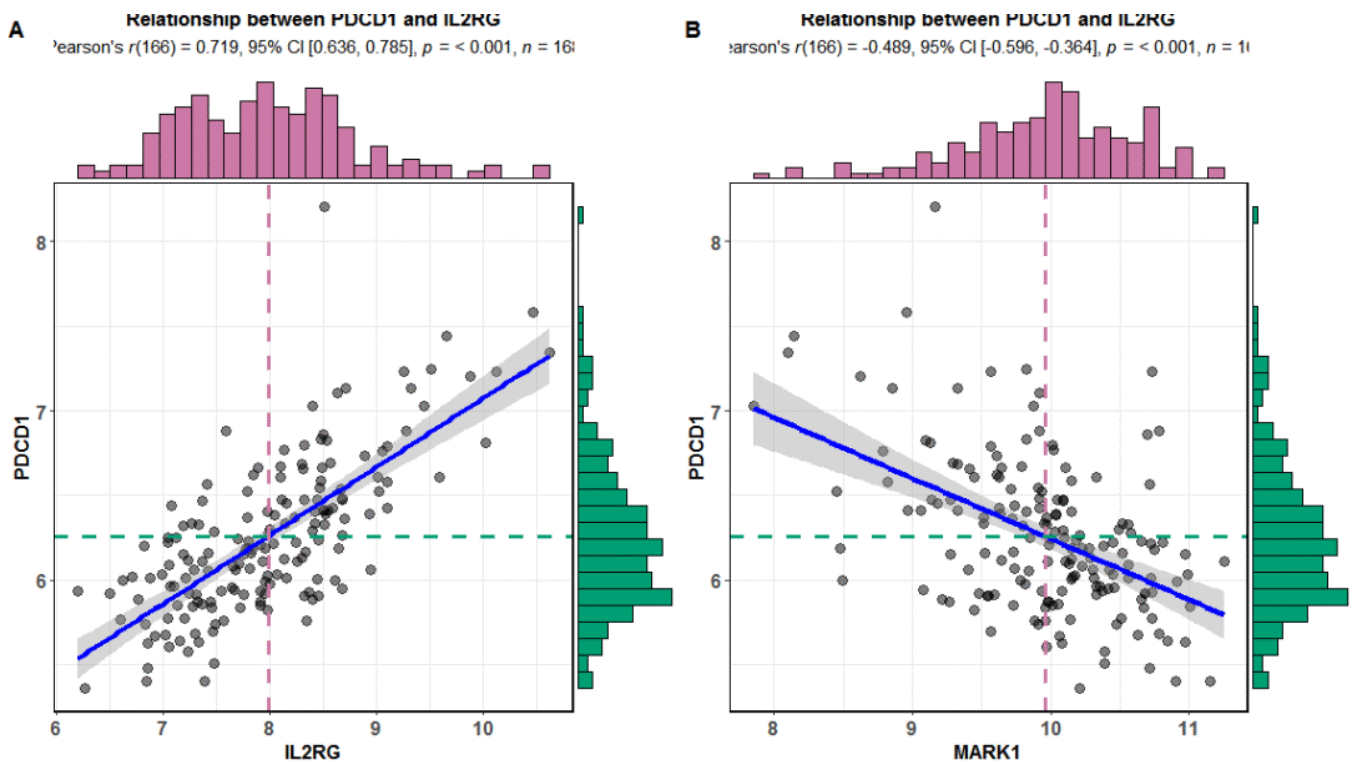 A
Relationship between PDCD1 and IL2RG
Pearson's r(166) = 0.719, 95% CI [0.636, 0.785], p = < 0.001, n = 16
8
7
6
PDCD1
6 7 8 9 10
IL2RG
B
Relationship between PDCD1 and IL2RG
earson's r(166) = -0.489, 95% CI [-0.596, -0.364], p = < 0.001, n = 1
8
7
6
PDCD1
8 9 10 11
MARK1